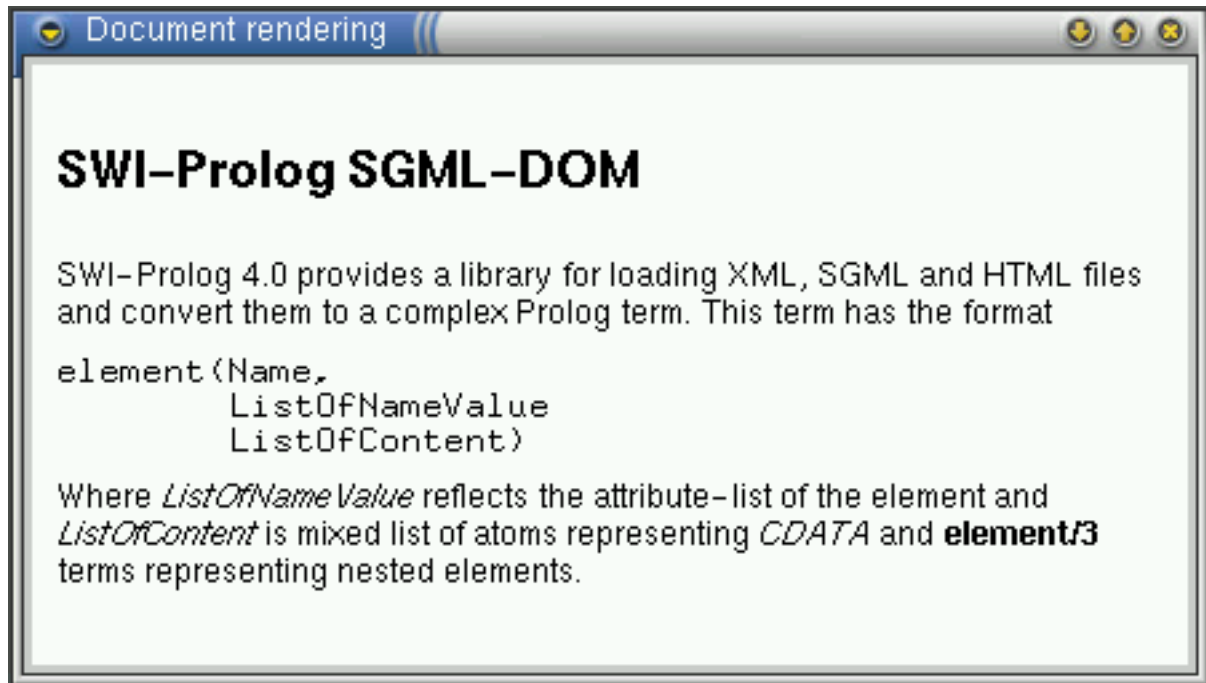 Document rendering
SWI-Prolog SGML-DOM
SWI-Prolog 4.0 provides a library for loading XML, SGML and HTML files
and convert them to a complex Prolog term. This term has the format
element(Name,
        ListOfNameValue
        ListOfContent)
Where ListOfNameValue reflects the attribute-list of the element and
ListOfContent is mixed list of atoms representing CDATA and element/3
terms representing nested elements.